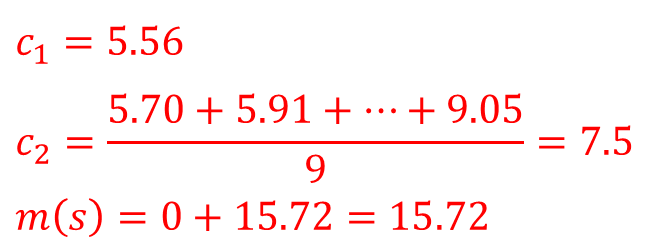 c₁ = 5.56
c₂ = (5.70 + 5.91 + ⋯ + 9.05) / 9 = 7.5
m(s) = 0 + 15.72 = 15.72